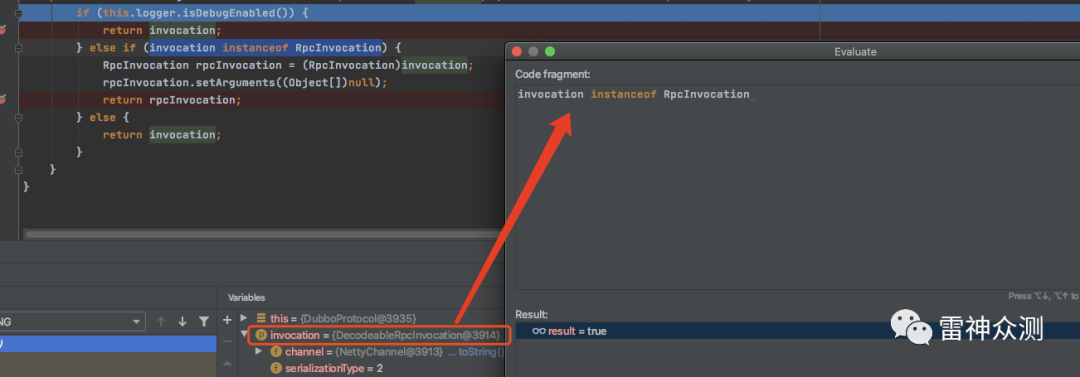 if (this.logger.isDebugEnabled()) {
return invocation;
} else if (invocation instanceof RpcInvocation) {
RpcInvocation rpcInvocation = (RpcInvocation)invocation;
rpcInvocation.setArguments((Object[])null);
return rpcInvocation;
} else {
return invocation;
}
}
}
Evaluate
Code fragment:
invocation instanceof RpcInvocation
Press ⌥↓, ⌥↑ to
Result:
result = true
Variables
this = {DubboProtocol@3935}
invocation = {DecodeableRpcInvocation@3914}
channel = {NettyChannel@3913} ... toString()
serializationType = 2
NG
雷神众测